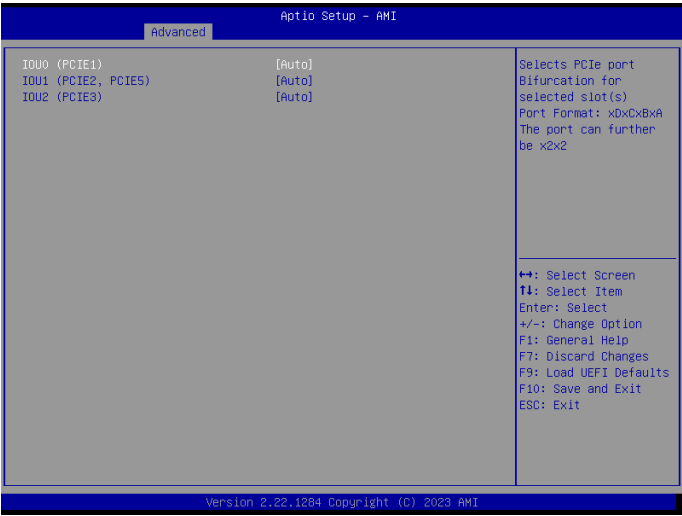 Aptio Setup – AMI
Advanced
IOU0 (PCIE1) [Auto]
IOU1 (PCIE2, PCIE5) [Auto]
IOU2 (PCIE3) [Auto]
Selects PCIe port
Bifurcation for
selected slot(s)
Port Format: xDxCxBxA
The port can further
be x2x2
↔: Select Screen
↑↓: Select Item
Enter: Select
+/-: Change Option
F1: General Help
F7: Discard Changes
F9: Load UEFI Defaults
F10: Save and Exit
ESC: Exit
Version 2.22.1284 Copyright (C) 2023 AMI